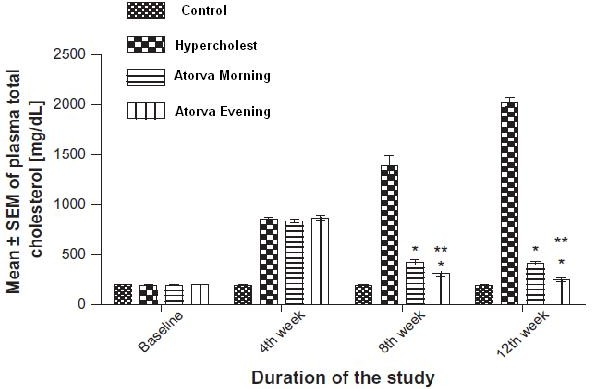 Control
Hypercholest
Atorva Morning
Atorva Evening
Mean ± SEM of plasma total
cholesterol [mg/dL]
2500
2000
1500
1000
500
0
* ** *
* ** *
Baseline
4th week
8th week
12th week
Duration of the study